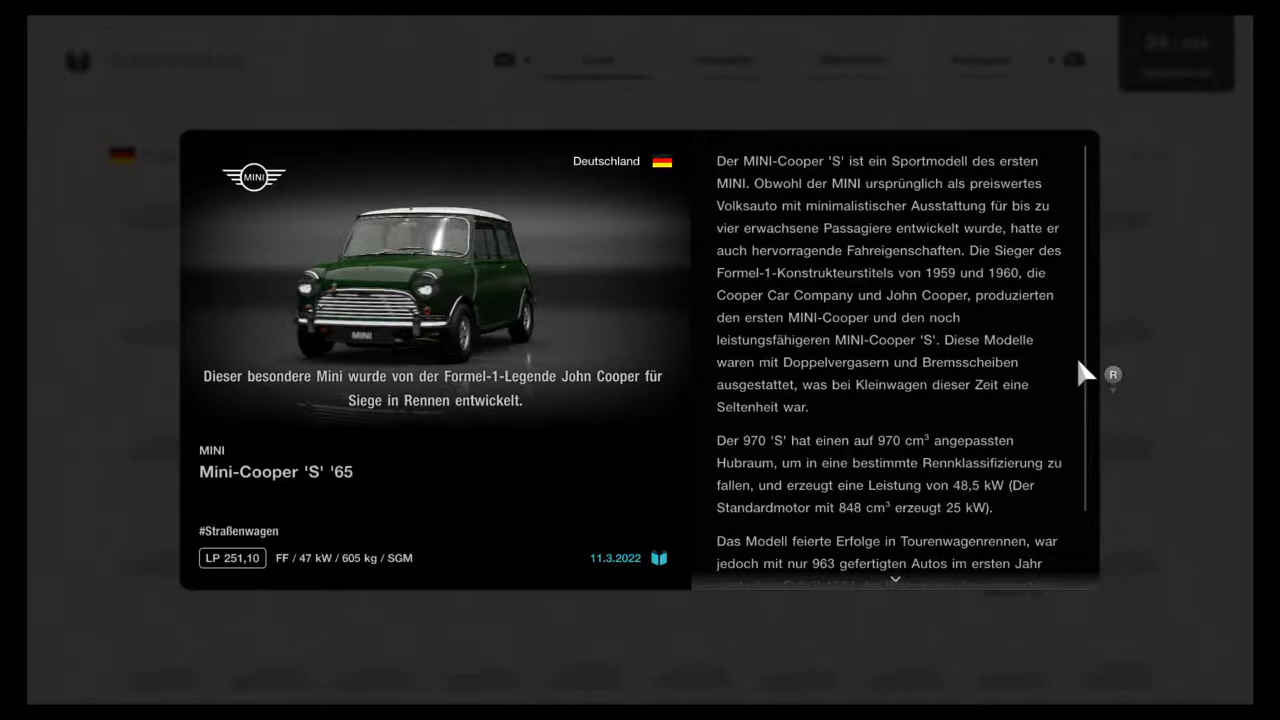 Deutschland
MINI
Dieser besondere Mini wurde von der Formel-1-Legende John Cooper für
Siege in Rennen entwickelt.
MINI
MINI
Mini-Cooper 'S' '65
#Straßenwagen
LP 251,10 FF / 47 kW / 605 kg / SGM 11.3.2022
Der MINI-Cooper 'S' ist ein Sportmodell des ersten
MINI. Obwohl der MINI ursprünglich als preiswertes
Volksauto mit minimalistischer Ausstattung für bis zu
vier erwachsene Passagiere entwickelt wurde, hatte er
auch hervorragende Fahreigenschaften. Die Sieger des
Formel-1-Konstrukteurstitels von 1959 und 1960, die
Cooper Car Company und John Cooper, produzierten
den ersten MINI-Cooper und den noch
leistungsfähigeren MINI-Cooper 'S'. Diese Modelle
waren mit Doppelvergasern und Bremsscheiben
ausgestattet, was bei Kleinwagen dieser Zeit eine
Seltenheit war.
Der 970 'S' hat einen auf 970 cm³ angepassten
Hubraum, um in eine bestimmte Rennklassifizierung zu
fallen, und erzeugt eine Leistung von 48,5 kW (Der
Standardmotor mit 848 cm³ erzeugt 25 kW).
Das Modell feierte Erfolge in Tourenwagenrennen, war
jedoch mit nur 963 gefertigten Autos im ersten Jahr
R